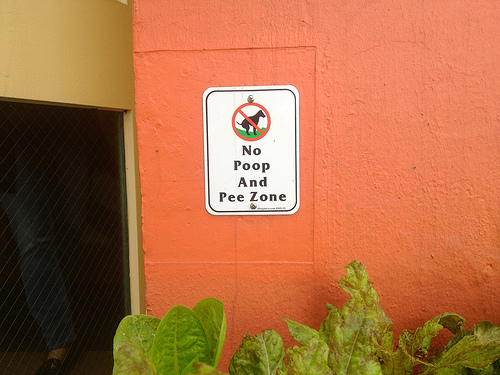 No
Poop
And
Pee Zone